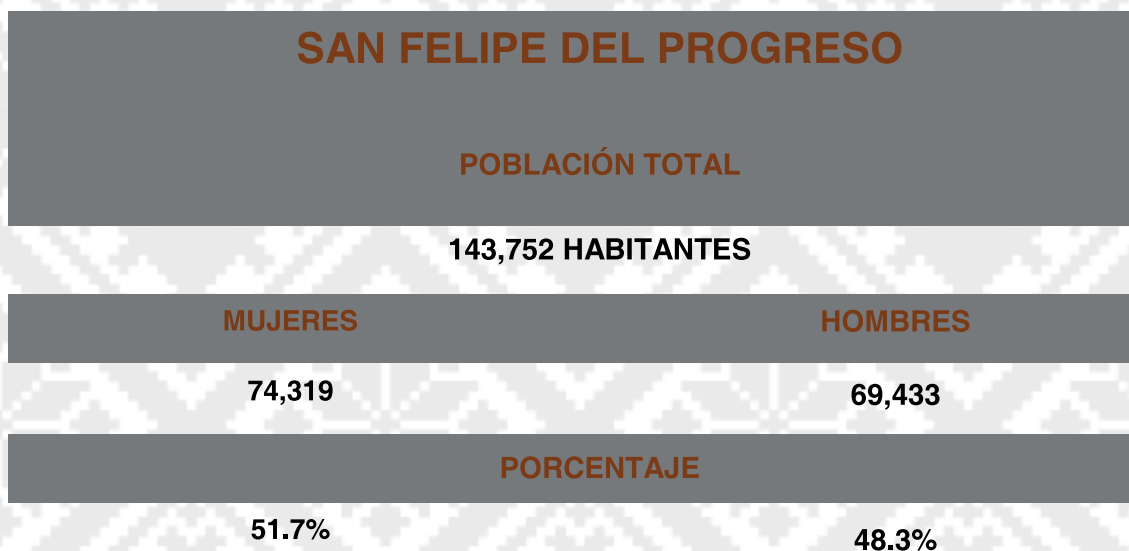 SAN FELIPE DEL PROGRESO
POBLACIÓN TOTAL
143,752 HABITANTES
MUJERES HOMBRES
74,319 69,433
PORCENTAJE
51.7% 48.3%